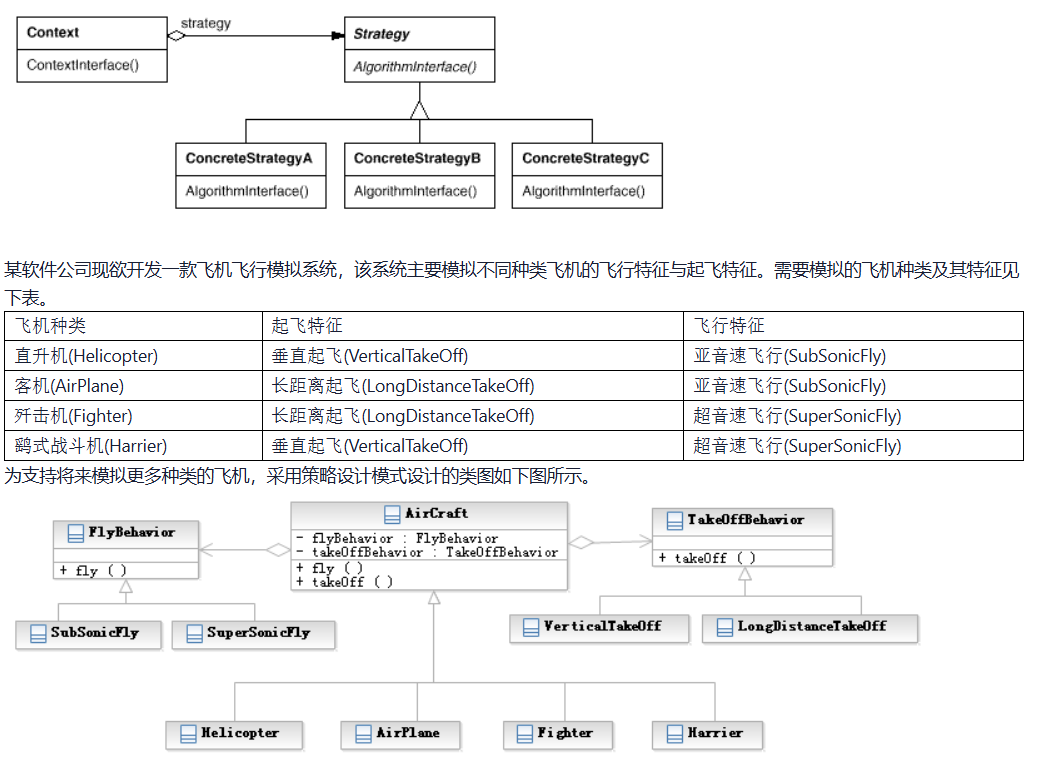 strategy
Context
Strategy
ContextInterface()
AlgorithmInterface()
ConcreteStrategyA
ConcreteStrategyB
ConcreteStrategyC
AlgorithmInterface()
AlgorithmInterface()
AlgorithmInterface()
某软件公司现欲开发一款飞机飞行模拟系统，该系统主要模拟不同种类飞机的飞行特征与起飞特征。需要模拟的飞机种类及其特征见
下表。
飞机种类 起飞特征 飞行特征
直升机(Helicopter) 垂直起飞(VerticalTakeOff) 亚音速飞行(SubSonicFly)
客机(AirPlane) 长距离起飞(LongDistanceTakeOff) 亚音速飞行(SubSonicFly)
歼击机(Fighter) 长距离起飞(LongDistanceTakeOff) 超音速飞行(SuperSonicFly)
鹞式战斗机(Harrier) 垂直起飞(VerticalTakeOff) 超音速飞行(SuperSonicFly)
为支持将来模拟更多种类的飞机，采用策略设计模式设计的类图如下图所示。
AirCraft
- flyBehavior : FlyBehavior
- takeOffBehavior : TakeOffBehavior
+ fly ( )
+ takeOff ( )
FlyBehavior
+ fly ( )
TakeOffBehavior
+ takeOff ( )
SubSonicFly
SuperSonicFly
VerticalTakeOff
LongDistanceTakeOff
Helicopter
AirPlane
Fighter
Harrier